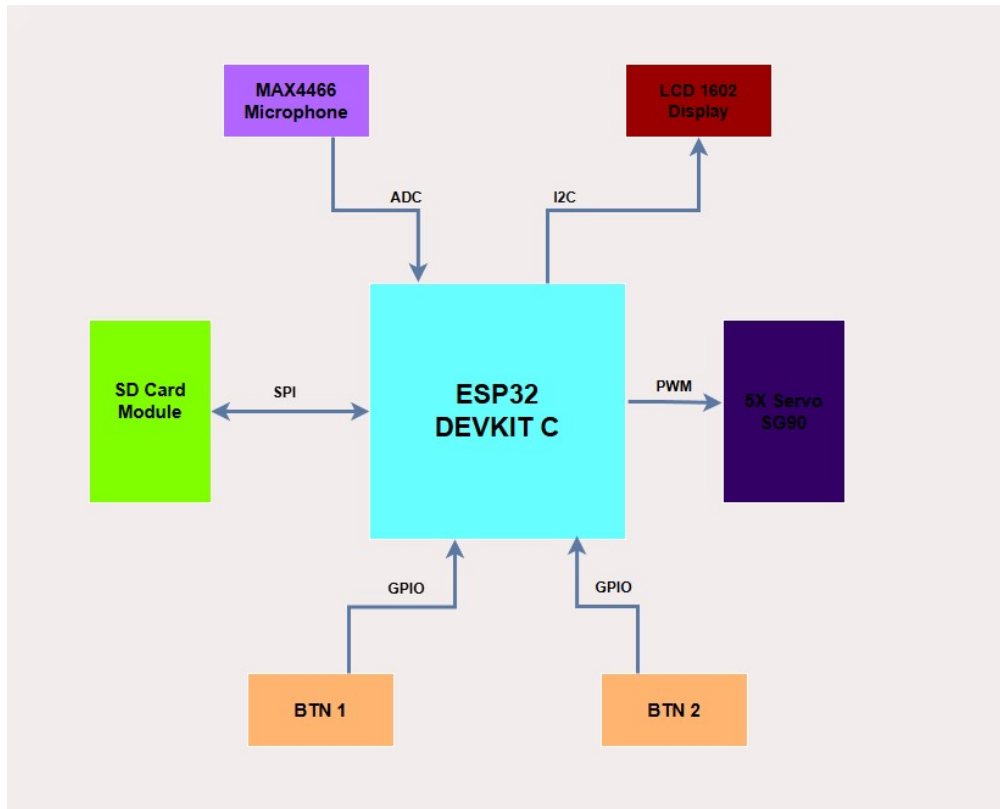 MAX4466
Microphone
LCD 1602
Display
ADC
I2C
SD Card
Module
SPI
ESP32
DEVKIT C
PWM
5X Servo
SG90
GPIO
GPIO
BTN 1
BTN 2